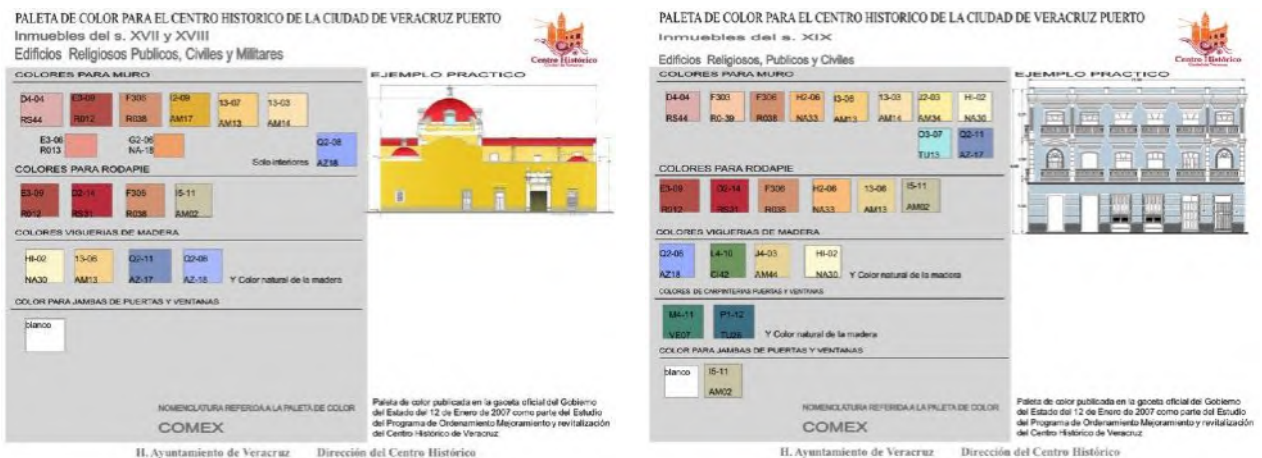 PALETA DE COLOR PARA EL CENTRO HISTORICO DE LA CIUDAD DE VERACRUZ PUERTO
Inmuebles del s. XVII y XVIII
Edificios Religiosos Publicos, Civiles y Militares
Centro Histórico
COLORES PARA MURO
EJEMPLO PRACTICO
D4-04 E3-09 F305 I2-09 13-07 13-03
RS44 R012 R038 AM17 AM13 AM14
E3-06 G2-06 Q2-08
R013 NA-18 Solo interiores AZ18
COLORES PARA RODAPIE
E3-09 D2-14 F306 I5-11
R012 RS31 R038 AM02
COLORES VIGUERIAS DE MADERA
HI-02 13-06 Q2-11 Q2-08
NA30 AM13 AZ-17 AZ-18 Y Color natural de la madera
COLOR PARA JAMBAS DE PUERTAS Y VENTANAS
blanco
NOMENCLATURA REFERIDA A LA PALETA DE COLOR
COMEX
Paleta de color publicada en la gaceta oficial del Gobierno
del Estado del 12 de Enero de 2007 como parte del Estudio
del Programa de Ordenamiento Mejoramiento y revitalización
del Centro Histórico de Veracruz
H. Ayuntamiento de Veracruz Dirección del Centro Histórico
PALETA DE COLOR PARA EL CENTRO HISTORICO DE LA CIUDAD DE VERACRUZ PUERTO
Inmuebles del s. XIX
Edificios Religiosos, Publicos y Civiles
Centro Histórico
COLORES PARA MURO
EJEMPLO PRACTICO
D4-04 F303 F306 H2-06 I3-06 13-03 J2-03 HI-02
RS44 R0-39 R038 NA33 AM13 AM14 AM34 NA30
O3-07 Q2-11
TU13 AZ-17
COLORES PARA RODAPIE
E3-09 D2-14 F306 H2-06 13-06 I5-11
R012 RS31 R038 NA33 AM13 AM02
COLORES VIGUERIAS DE MADERA
Q2-08 L4-10 J4-03 HI-02
AZ18 CI42 AM44 NA30 Y Color natural de la madera
COLORES DE CARPINTERIAS PUERTAS Y VENTANAS
M4-11 P1-12
VE07 Y Color natural de la madera
COLOR PARA JAMBAS DE PUERTAS Y VENTANAS
blanco I5-11
AM02
NOMENCLATURA REFERIDA A LA PALETA DE COLOR
COMEX
Paleta de color publicada en la gaceta oficial del Gobierno
del Estado del 12 de Enero de 2007 como parte del Estudio
del Programa de Ordenamiento Mejoramiento y revitalización
del Centro Histórico de Veracruz
H. Ayuntamiento de Veracruz Dirección del Centro Histórico